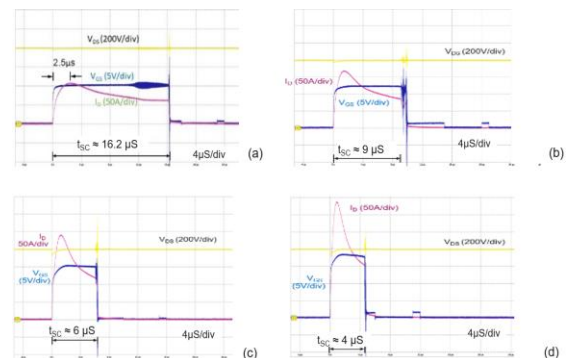 V_DS (200V/div)
2.5µs
V_GS (5V/div)
I_D (50A/div)
t_SC ≈ 16.2 µS
4µS/div
(a)
V_DS (200V/div)
I_D (50A/div)
V_GS (5V/div)
t_SC ≈ 9 µS
4µS/div
(b)
I_D
50A/div
V_DS (200V/div)
V_GS
(5V/div)
t_SC ≈ 6 µS
4µS/div
(c)
I_D (50A/div)
V_DS (200V/div)
V_GS
(5V/div)
t_SC ≈ 4 µS
4µS/div
(d)